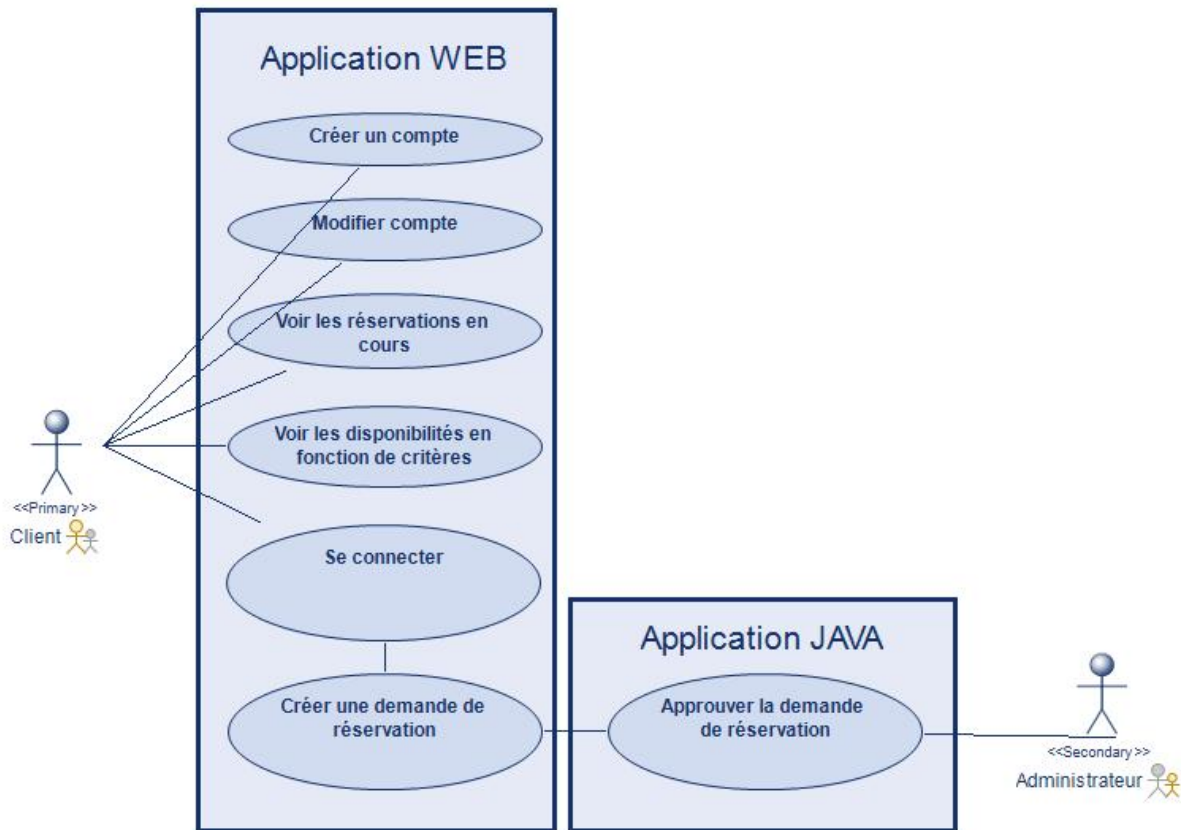 Application WEB
Créer un compte
Modifier compte
Voir les réservations en
cours
Voir les disponibilités en
fonction de critères
<<Primary>>
Client
Se connecter
Application JAVA
Créer une demande de
réservation
Approuver la demande
de réservation
<<Secondary>>
Administrateur